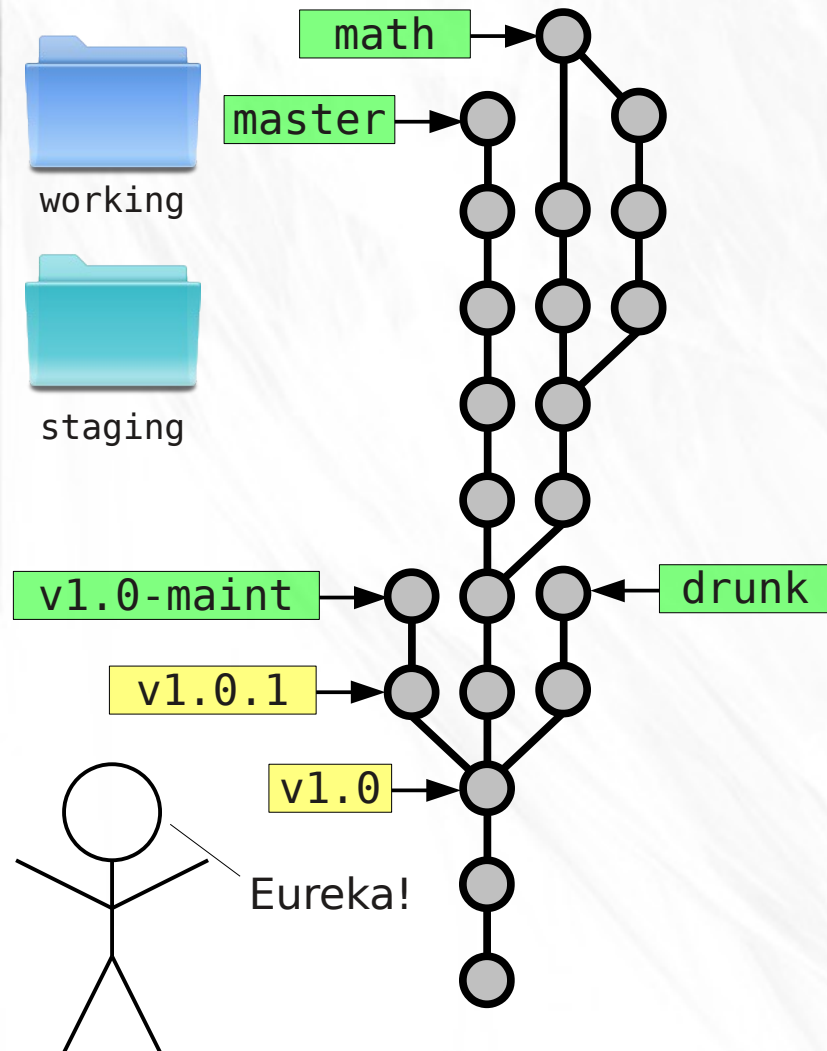 math
master
working
staging
v1.0-maint
drunk
v1.0.1
v1.0
Eureka!